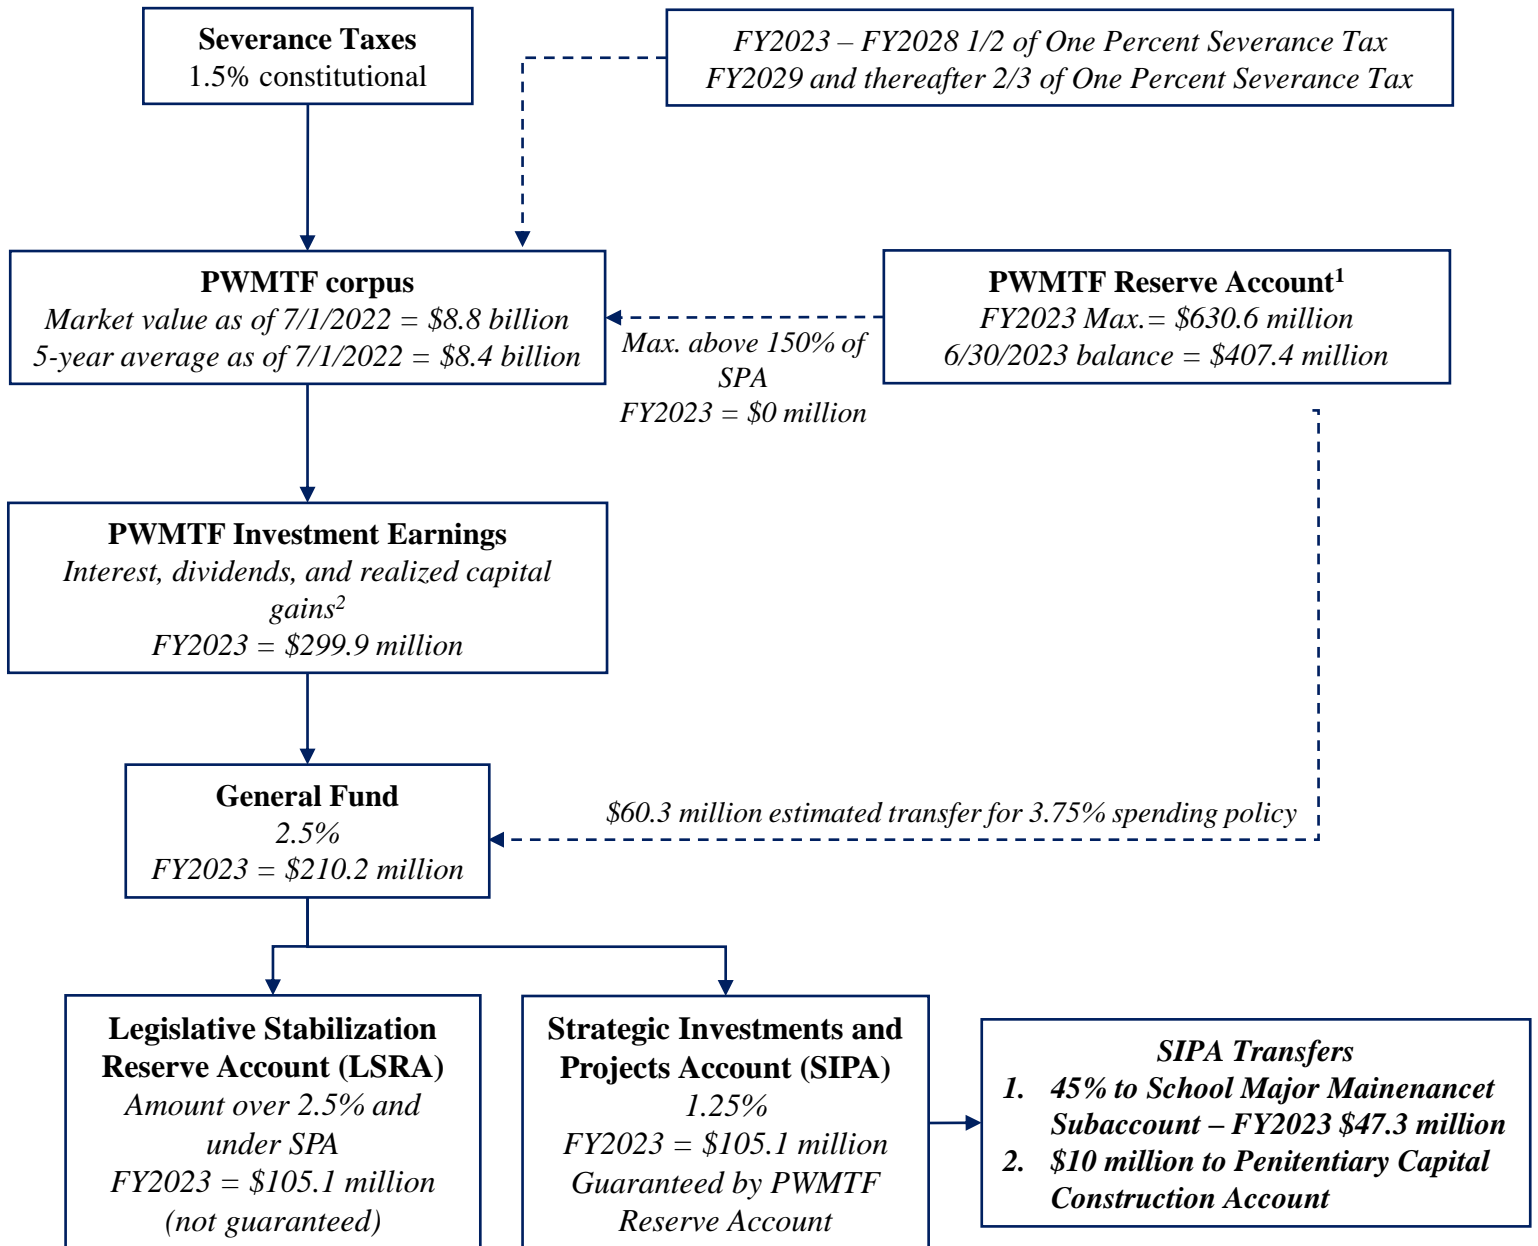 Severance Taxes
1.5% constitutional
FY2023 – FY2028 1/2 of One Percent Severance Tax
FY2029 and thereafter 2/3 of One Percent Severance Tax
PWMTF corpus
Market value as of 7/1/2022 = $8.8 billion
5-year average as of 7/1/2022 = $8.4 billion
Max. above 150% of
SPA
FY2023 = $0 million
PWMTF Reserve Account1
FY2023 Max.= $630.6 million
6/30/2023 balance = $407.4 million
PWMTF Investment Earnings
Interest, dividends, and realized capital
gains2
FY2023 = $299.9 million
General Fund
2.5%
FY2023 = $210.2 million
$60.3 million estimated transfer for 3.75% spending policy
Legislative Stabilization
Reserve Account (LSRA)
Amount over 2.5% and
under SPA
FY2023 = $105.1 million
(not guaranteed)
Strategic Investments and
Projects Account (SIPA)
1.25%
FY2023 = $105.1 million
Guaranteed by PWMTF
Reserve Account
SIPA Transfers
1. 45% to School Major Mainenancet
Subaccount – FY2023 $47.3 million
2. $10 million to Penitentiary Capital
Construction Account